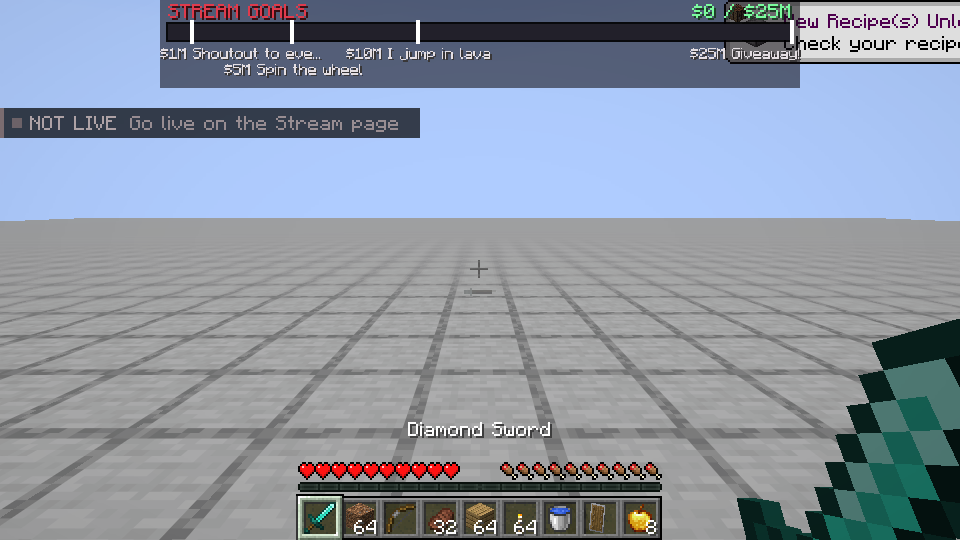 STREAM GOALS
$0 / $25M
$1M Shoutout to eve...
$10M I jump in lava
$25M Giveaway!
$5M Spin the wheel
ew Recipe(s) Unl
check your recip
NOT LIVE Go live on the Stream page
Diamond Sword
64
32
64
64
8